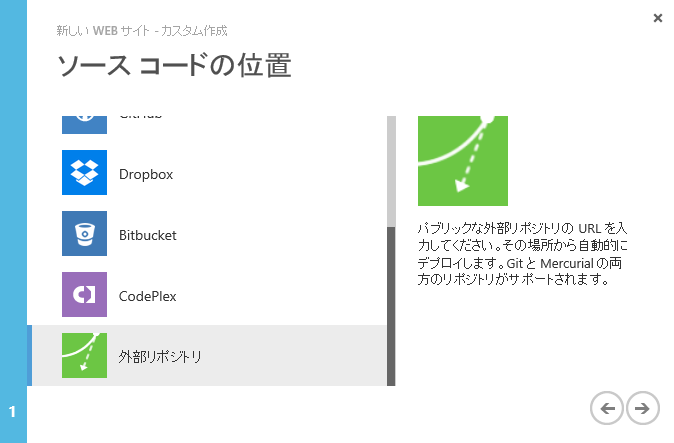 新しい WEB サイト - カスタム作成
ソース コードの位置
GitHub
Dropbox
Bitbucket
CodePlex
外部リポジトリ
パブリックな外部リポジトリの URL を入
力してください。その場所から自動的に
デプロイします。Git と Mercurial の両
方のリポジトリがサポートされます。
1